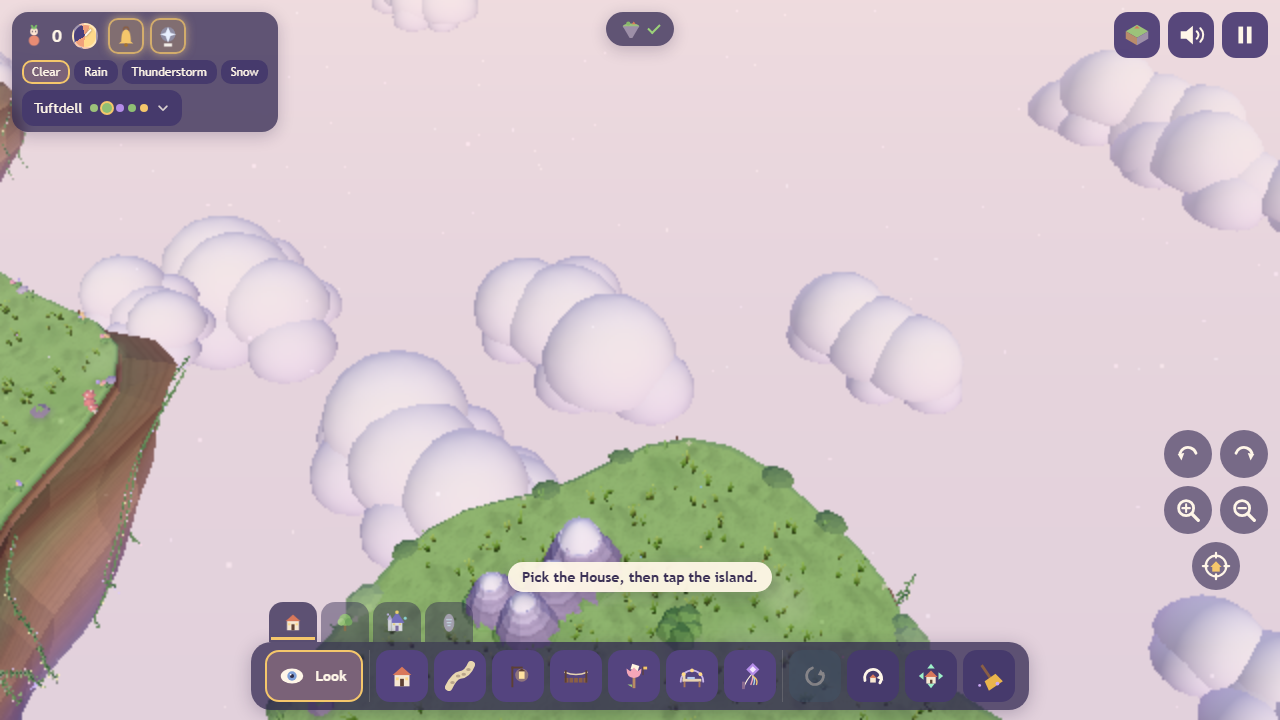 0
Clear Rain Thunderstorm Snow
Tuftdell
Pick the House, then tap the island.
Look